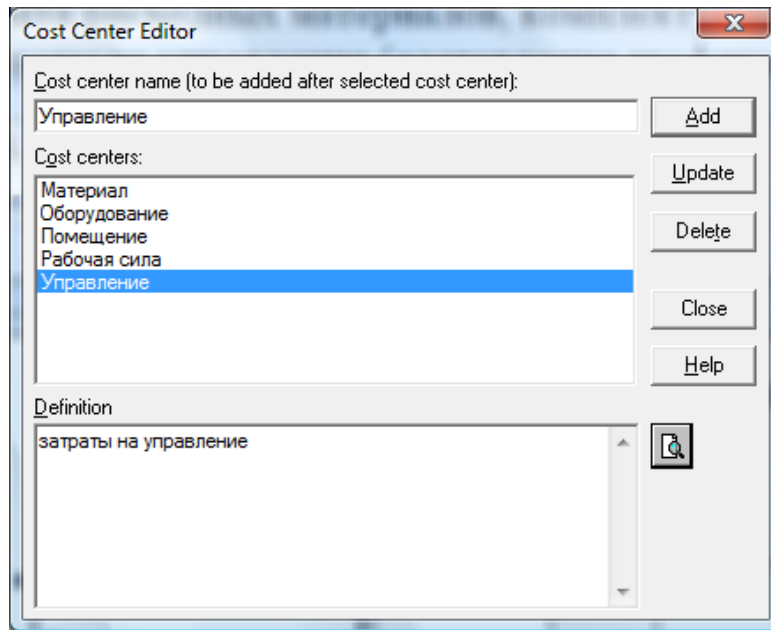 Cost Center Editor
Cost center name (to be added after selected cost center):
Управление
Add
Cost centers:
Update
Материал
Оборудование
Delete
Помещение
Рабочая сила
Управление
Close
Help
Definition
затраты на управление